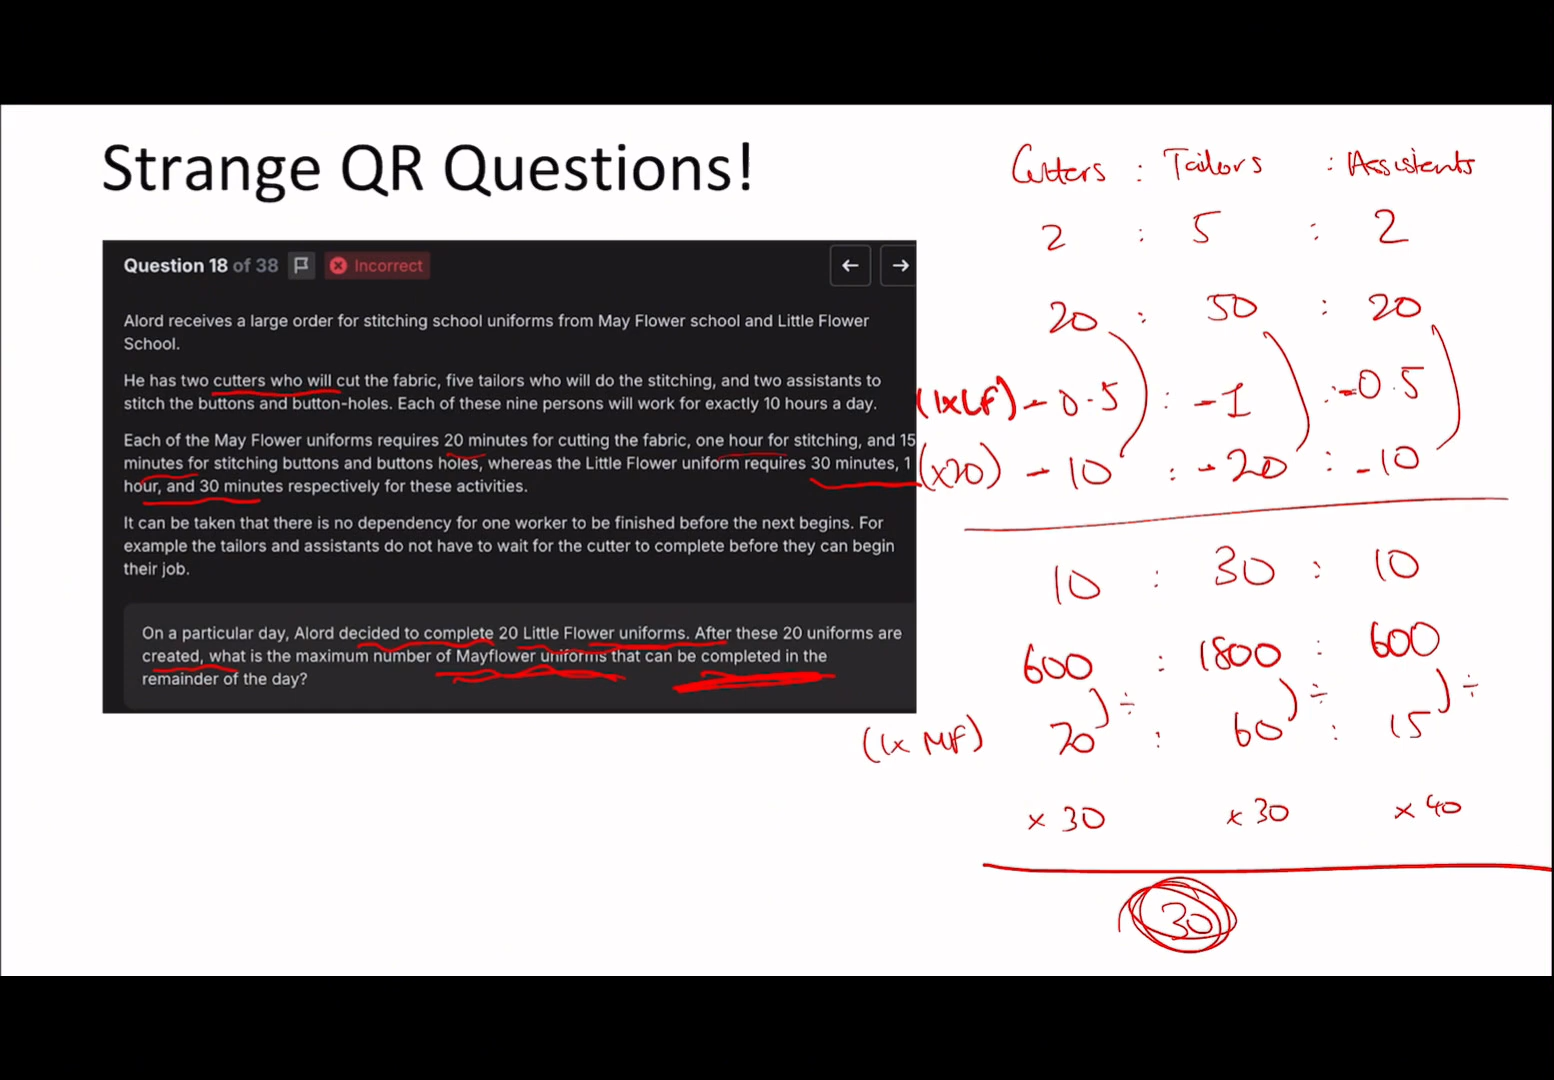 Strange QR Questions!
Question 18 of 38 Incorrect
Alord receives a large order for stitching school uniforms from May Flower school and Little Flower
School.
He has two cutters who will cut the fabric, five tailors who will do the stitching, and two assistants to
stitch the buttons and button-holes. Each of these nine persons will work for exactly 10 hours a day.
Each of the May Flower uniforms requires 20 minutes for cutting the fabric, one hour for stitching, and 15
minutes for stitching buttons and buttons holes, whereas the Little Flower uniform requires 30 minutes, 1
hour, and 30 minutes respectively for these activities.
It can be taken that there is no dependency for one worker to be finished before the next begins. For
example the tailors and assistants do not have to wait for the cutter to complete before they can begin
their job.
On a particular day, Alord decided to complete 20 Little Flower uniforms. After these 20 uniforms are
created, what is the maximum number of Mayflower uniforms that can be completed in the
remainder of the day?
Cutters : Tailors : Assistents
2 : 5 : 2
20 : 50 : 20
(1xLF) -0.5 : -1 : -0.5
(x20) -10 : -20 : -10
10 : 30 : 10
600 : 1800 : 600
÷ ÷ ÷
(1x MF) 20 : 60 : 15
x 30 x 30 x 40
30